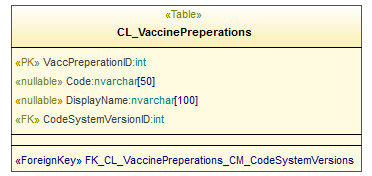 «Table»
CL_VaccinePreperations
«PK» VaccPreperationID:int
«nullable» Code:nvarchar[50]
«nullable» DisplayName:nvarchar[100]
«FK» CodeSystemVersionID:int
«ForeignKey» FK_CL_VaccinePreperations_CM_CodeSystemVersions